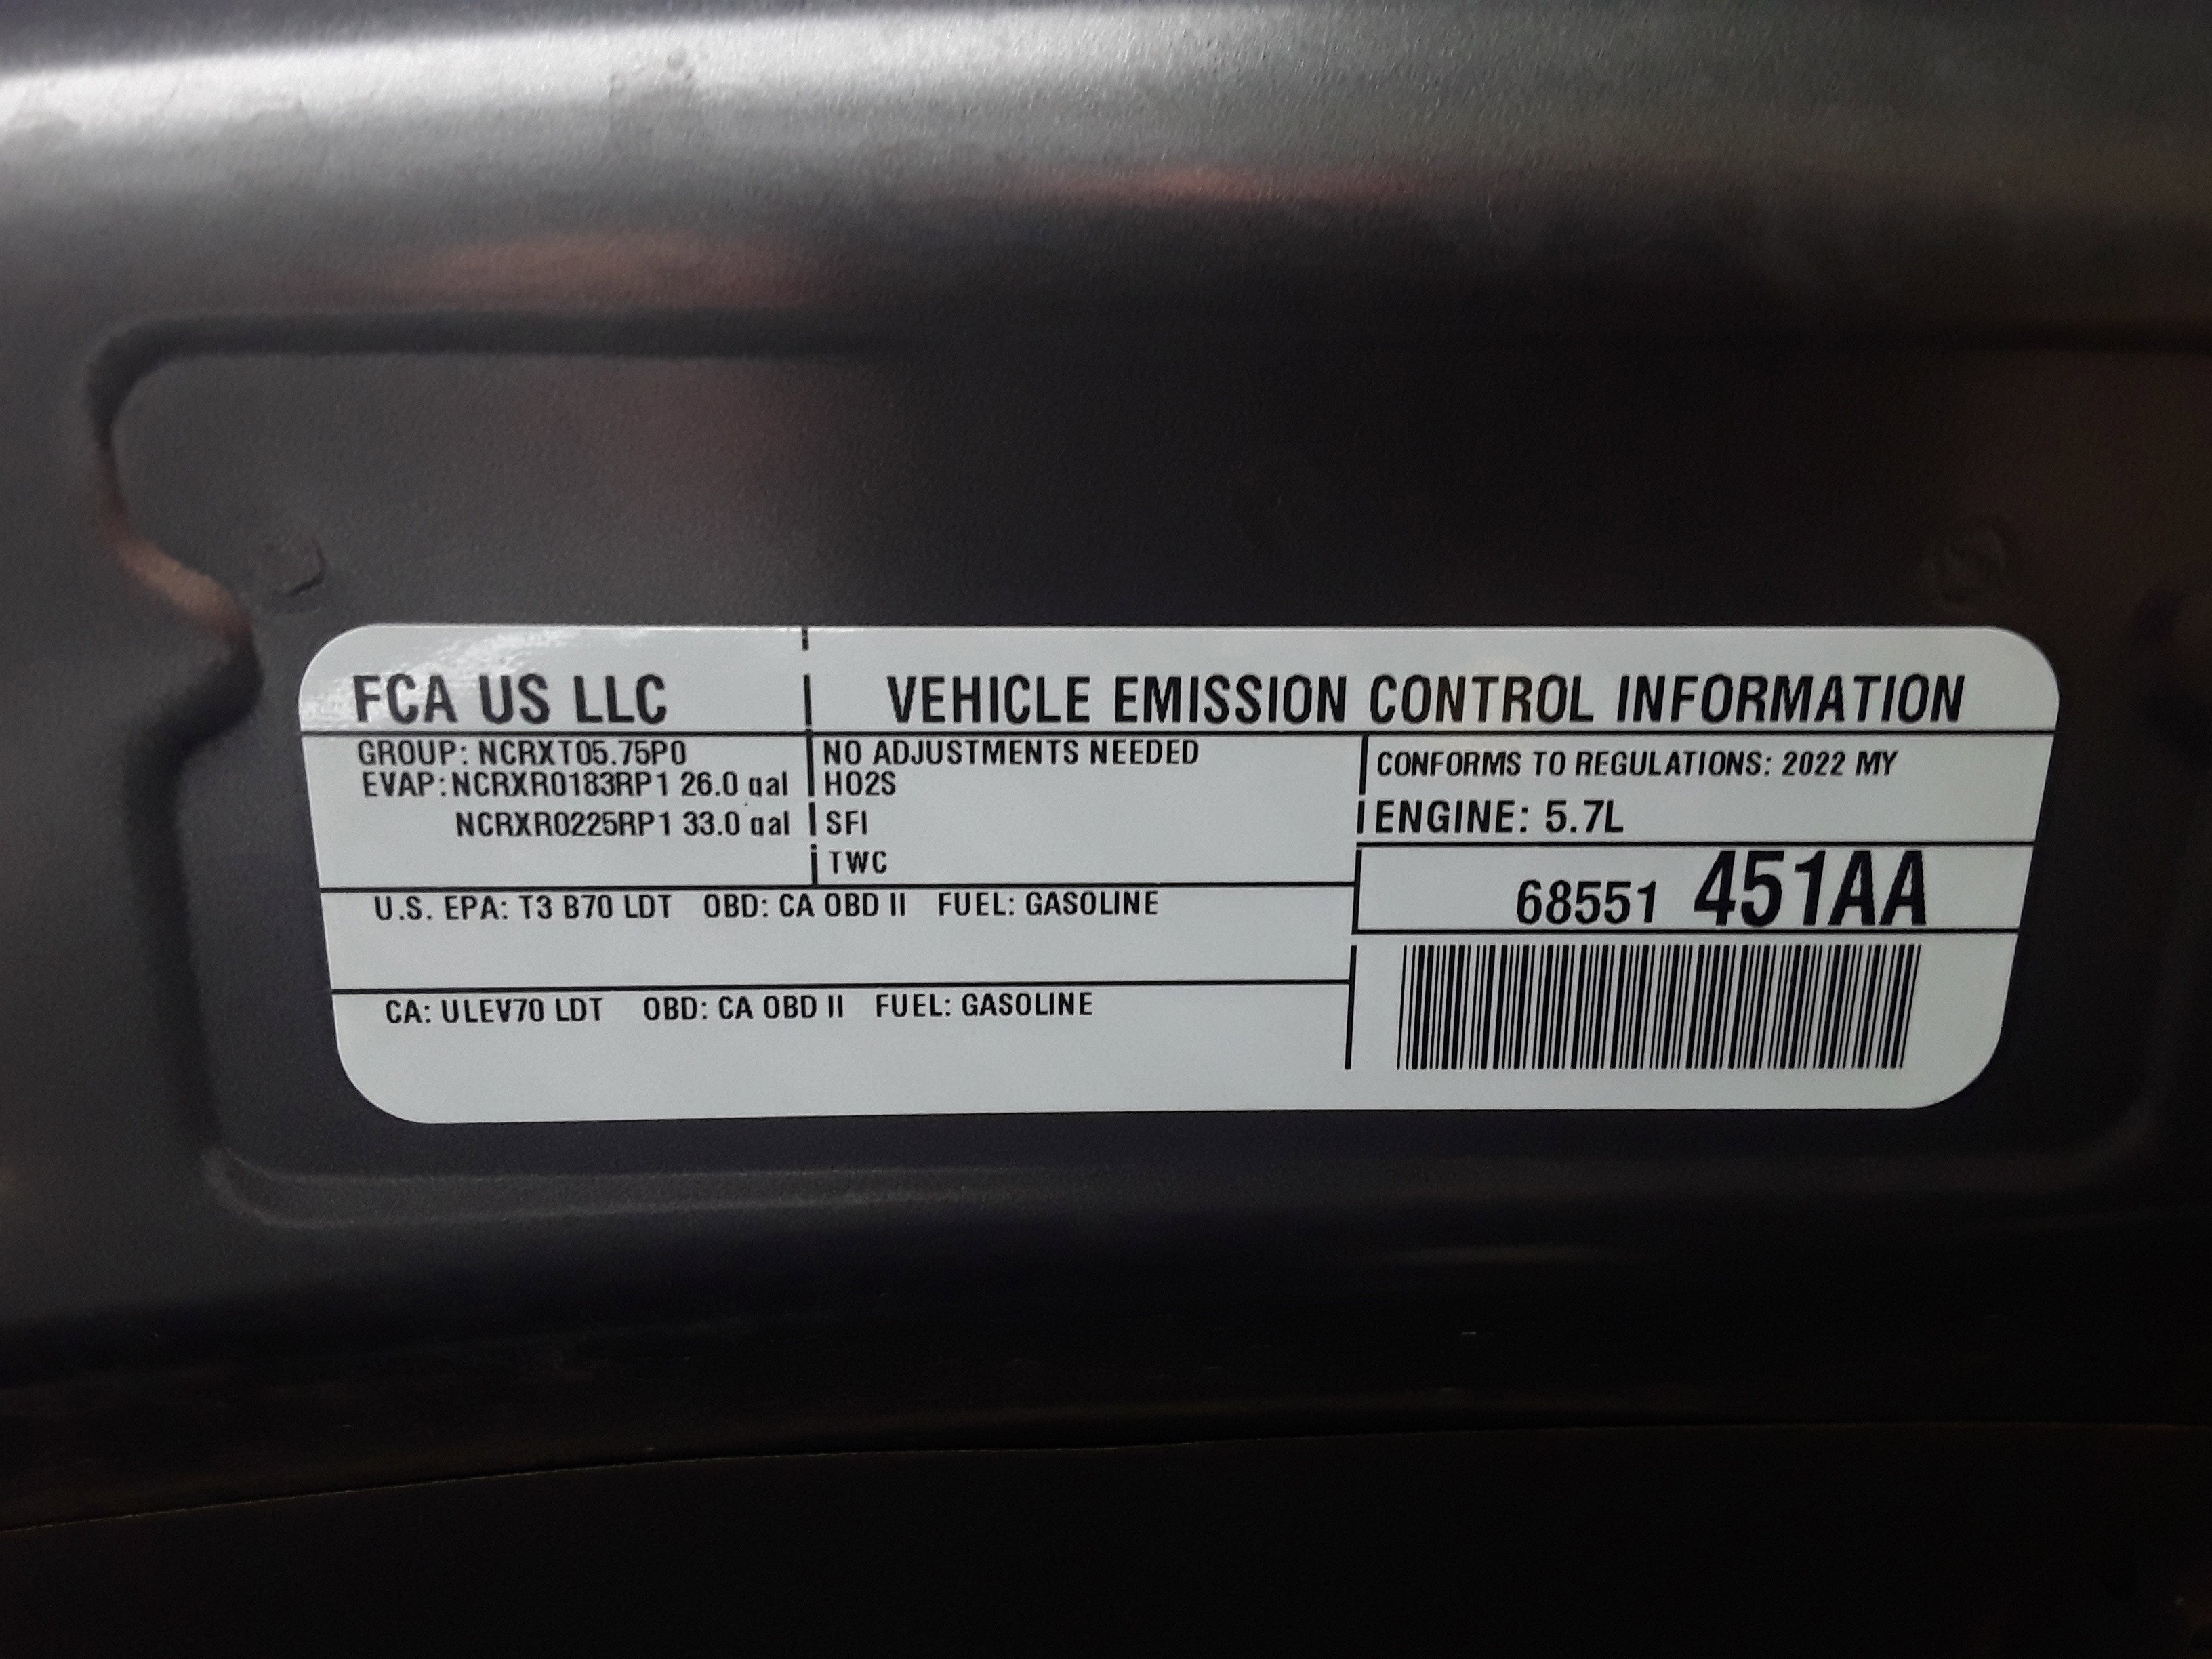 FCA US LLC
VEHICLE EMISSION CONTROL INFORMATION
GROUP: NCRXT05.75P0
EVAP: NCRXR0183RP1 26.0 gal
NCRXR0225RP1 33.0 gal
NO ADJUSTMENTS NEEDED
HO2S
SFI
TWC
CONFORMS TO REGULATIONS: 2022 MY
ENGINE: 5.7L
68551 451AA
U.S. EPA: T3 B70 LDT OBD: CA OBD II FUEL: GASOLINE
CA: ULEV70 LDT OBD: CA OBD II FUEL: GASOLINE